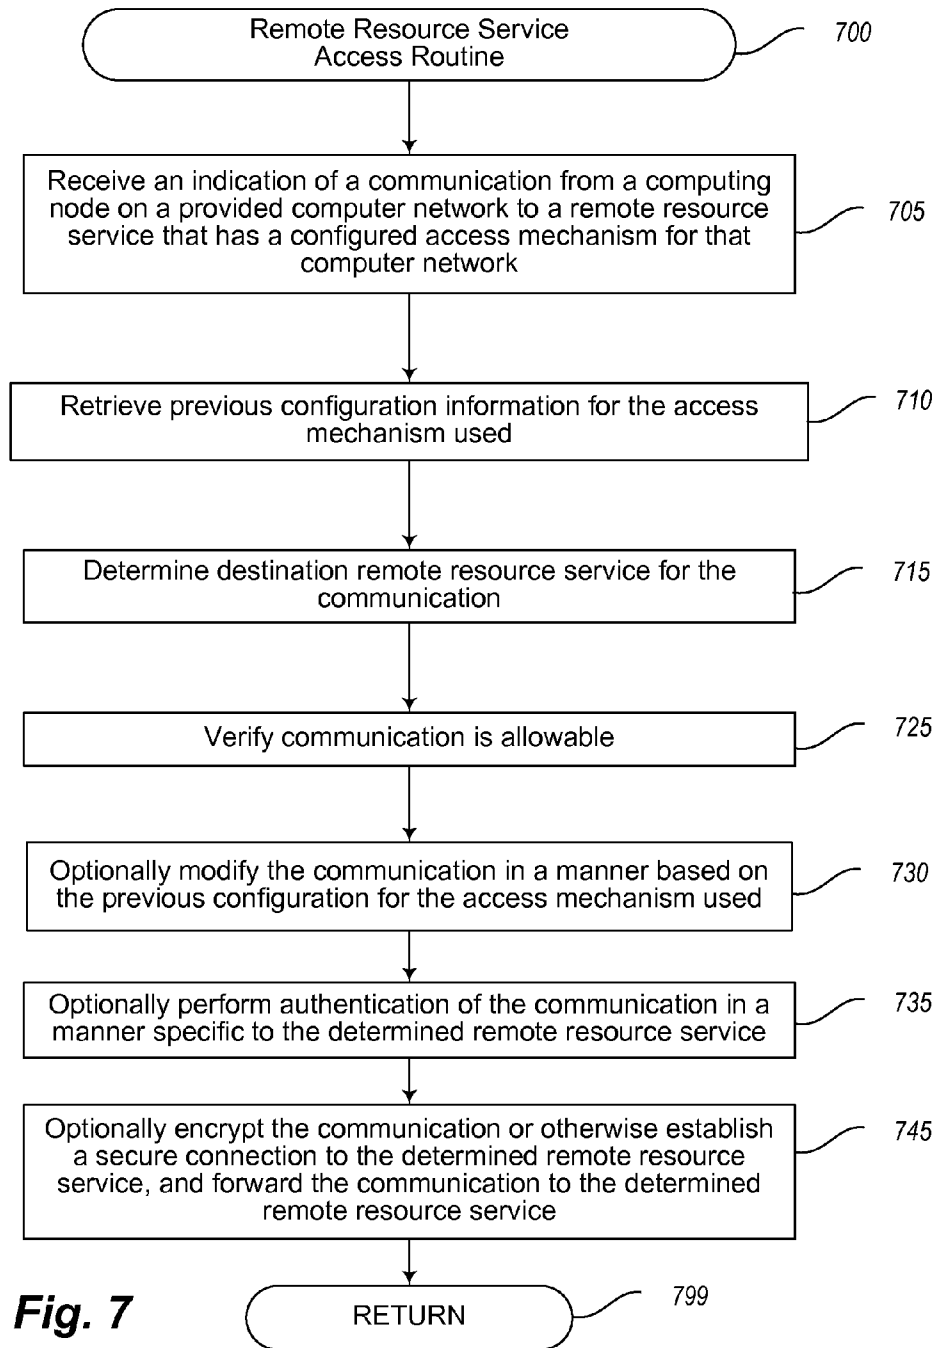 Remote Resource Service
Access Routine
700
Receive an indication of a communication from a computing
node on a provided computer network to a remote resource
service that has a configured access mechanism for that
computer network
705
Retrieve previous configuration information for the access
mechanism used
710
Determine destination remote resource service for the
communication
715
Verify communication is allowable
725
Optionally modify the communication in a manner based on
the previous configuration for the access mechanism used
730
Optionally perform authentication of the communication in a
manner specific to the determined remote resource service
735
Optionally encrypt the communication or otherwise establish
a secure connection to the determined remote resource
service, and forward the communication to the determined
remote resource service
745
RETURN
799
Fig. 7